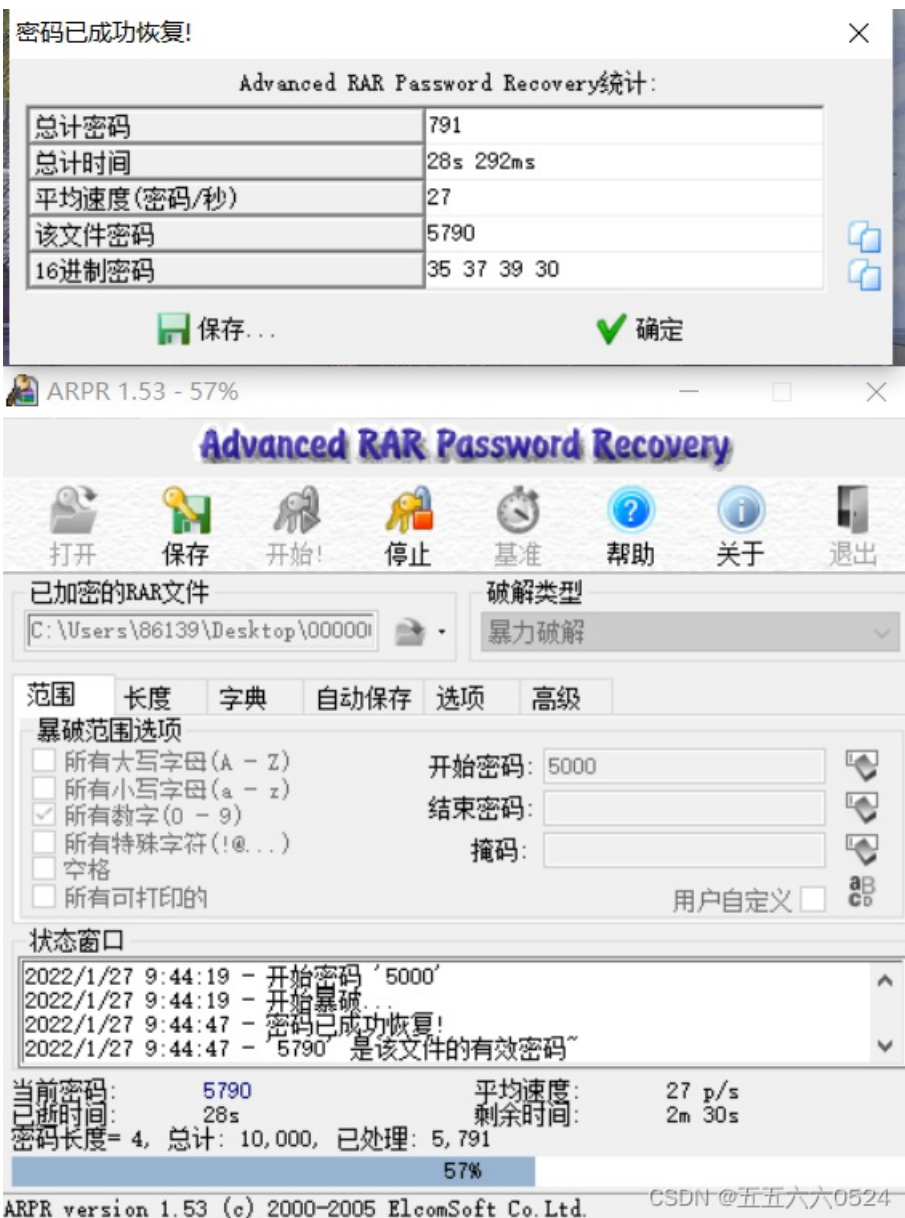 密码已成功恢复!
Advanced RAR Password Recovery统计:
总计密码 791
总计时间 28s 292ms
平均速度(密码/秒) 27
该文件密码 5790
16进制密码 35 37 39 30
保存... 确定
ARPR 1.53 - 57%
Advanced RAR Password Recovery
打开 保存 开始! 停止 基准 帮助 关于 退出
已加密的RAR文件 破解类型
C:\Users\86139\Desktop\00000 暴力破解
范围 长度 字典 自动保存 选项 高级
暴破范围选项
所有大写字母(A - Z)
开始密码: 5000
所有小写字母(a - z)
所有数字(0 - 9)
结束密码:
所有特殊字符(!@...)
掩码:
空格
所有可打印的
用户自定义
aB
CD
状态窗口
2022/1/27 9:44:19 - 开始密码 '5000'
2022/1/27 9:44:19 - 开始暴破...
2022/1/27 9:44:47 - 密码已成功恢复!
2022/1/27 9:44:47 - '5790' 是该文件的有效密码~
当前密码: 5790 平均速度: 27 p/s
已逝时间: 28s 剩余时间: 2m 30s
密码长度= 4, 总计: 10,000, 已处理: 5,791
57%
ARPR version 1.53 (c) 2000-2005 ElcomSoft Co.Ltd.
CSDN @五五六六0524